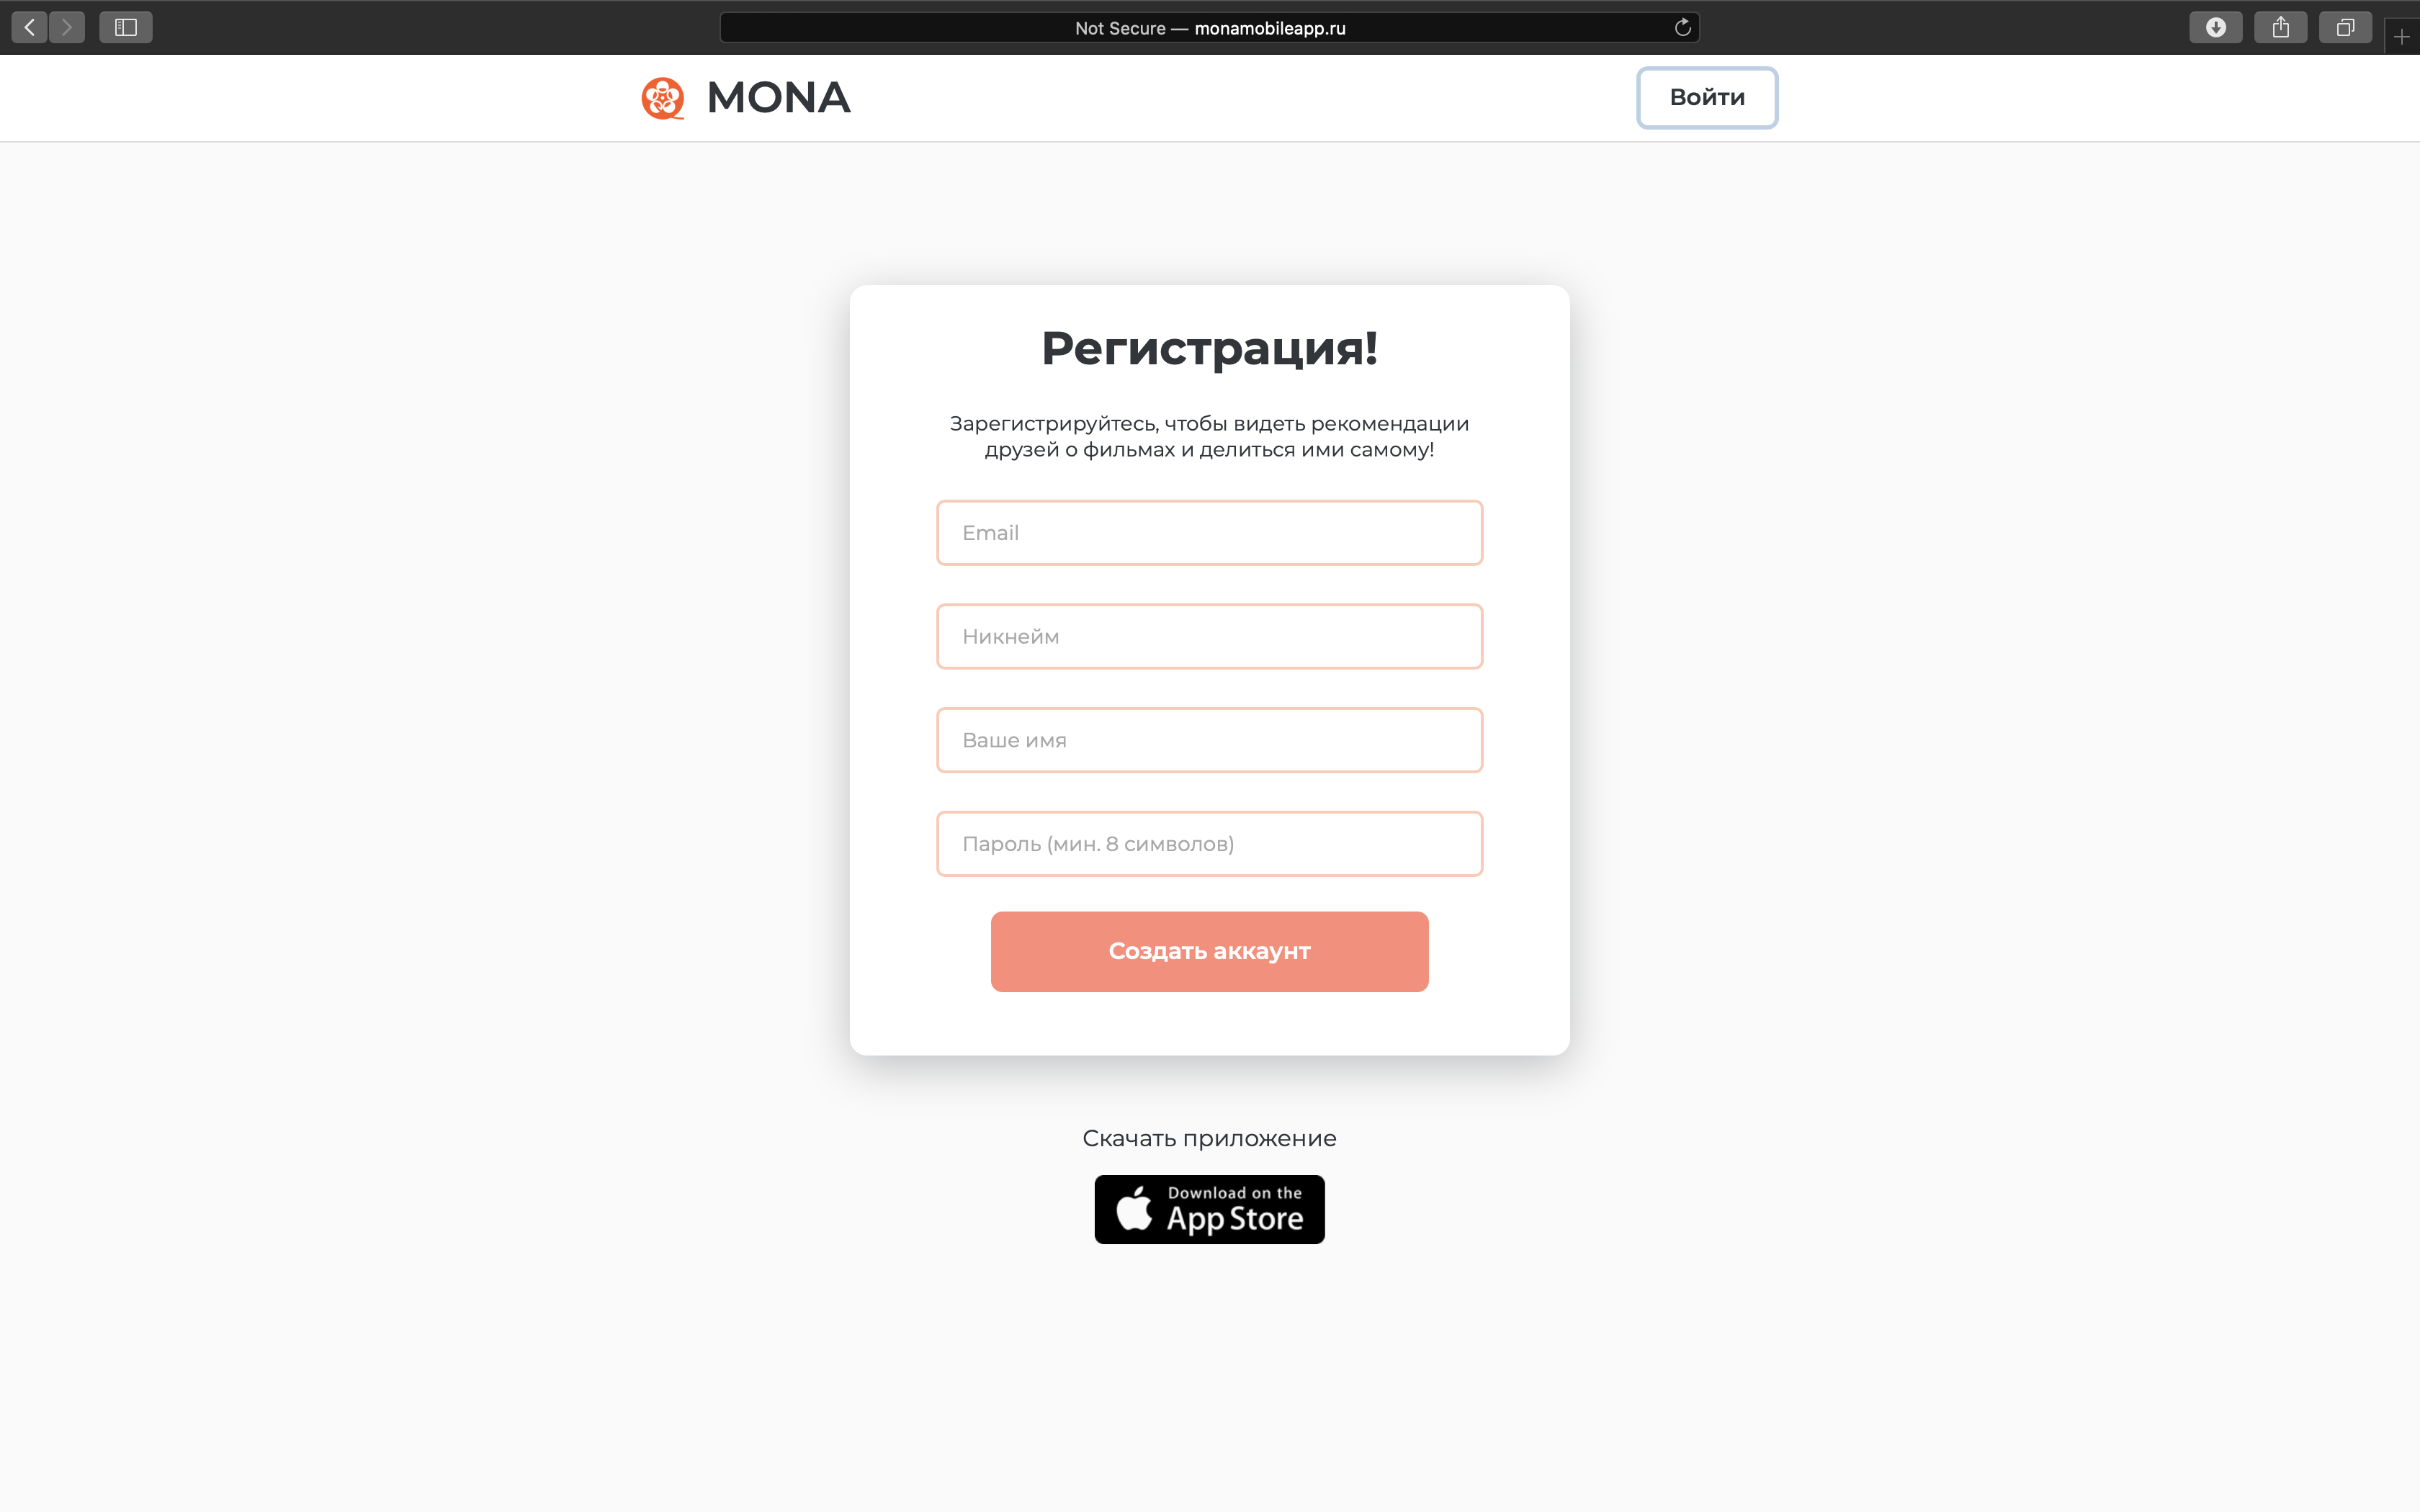 Not Secure — monamobileapp.ru
MONA
Войти
Регистрация!
Зарегистрируйтесь, чтобы видеть рекомендации
друзей о фильмах и делиться ими самому!
Email
Никнейм
Ваше имя
Пароль (мин. 8 символов)
Создать аккаунт
Скачать приложение
Download on the
App Store